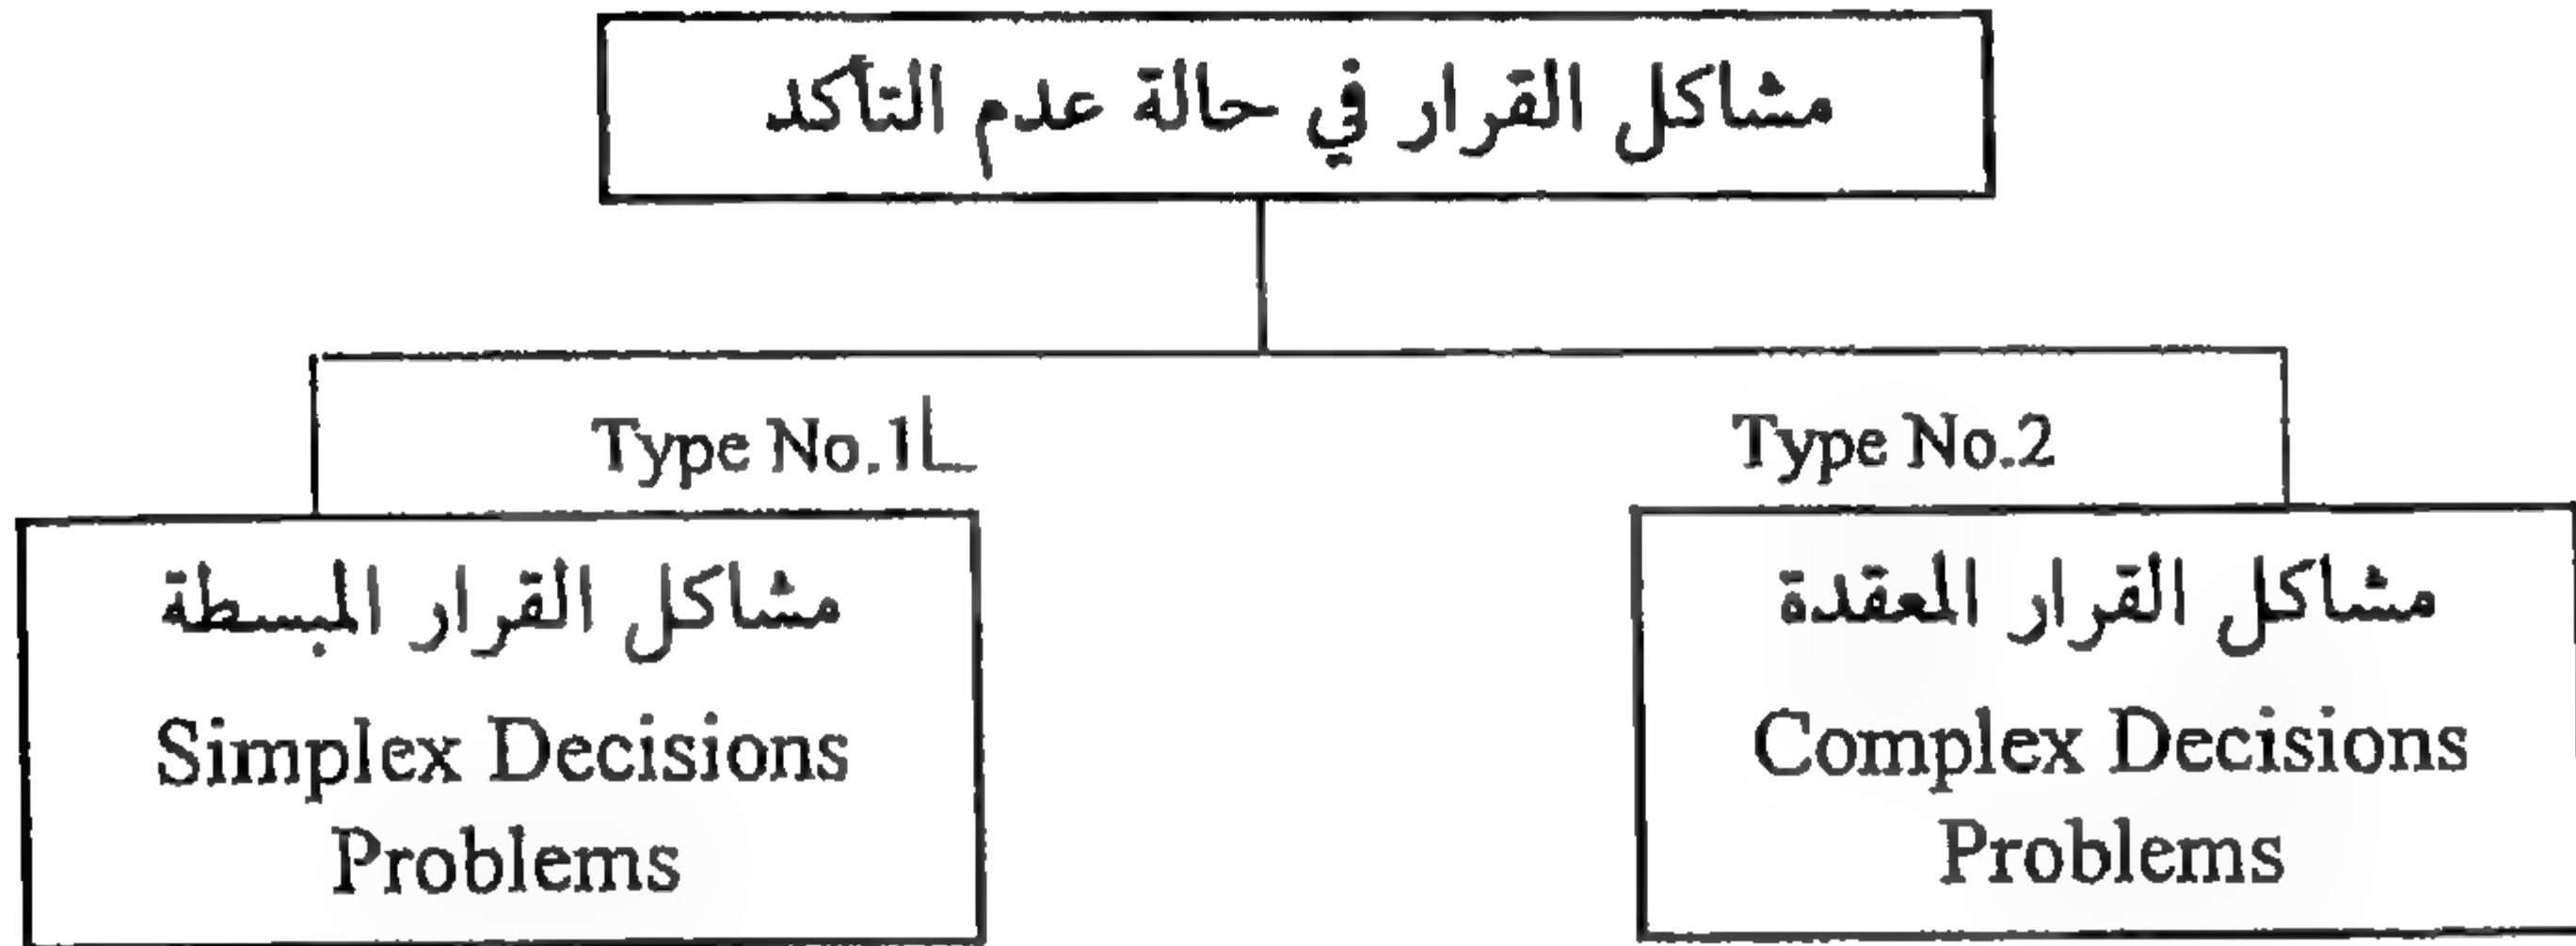 مشاكل القرار في حالة عدم التأكد
Type No.1
Type No.2
مشاكل القرار المبسطة
Simplex Decisions
Problems
مشاكل القرار المعقدة
Complex Decisions
Problems